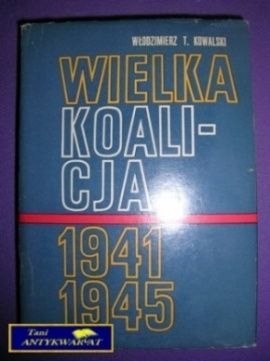 WŁODZIMIERZ T. KOWALSKI
WIELKA
KOALI-
CJA
1941
1945
Tani
ANTYKWARIAT